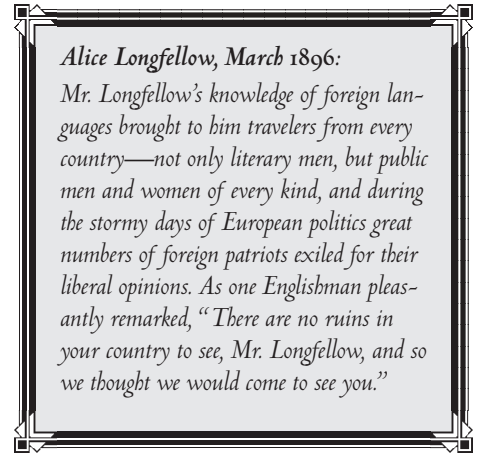 Alice Longfellow, March 1896:
Mr. Longfellow’s knowledge of foreign lan-
guages brought to him travelers from every
country—not only literary men, but public
men and women of every kind, and during
the stormy days of European politics great
numbers of foreign patriots exiled for their
liberal opinions. As one Englishman pleas-
antly remarked, “There are no ruins in
your country to see, Mr. Longfellow, and so
we thought we would come to see you.”